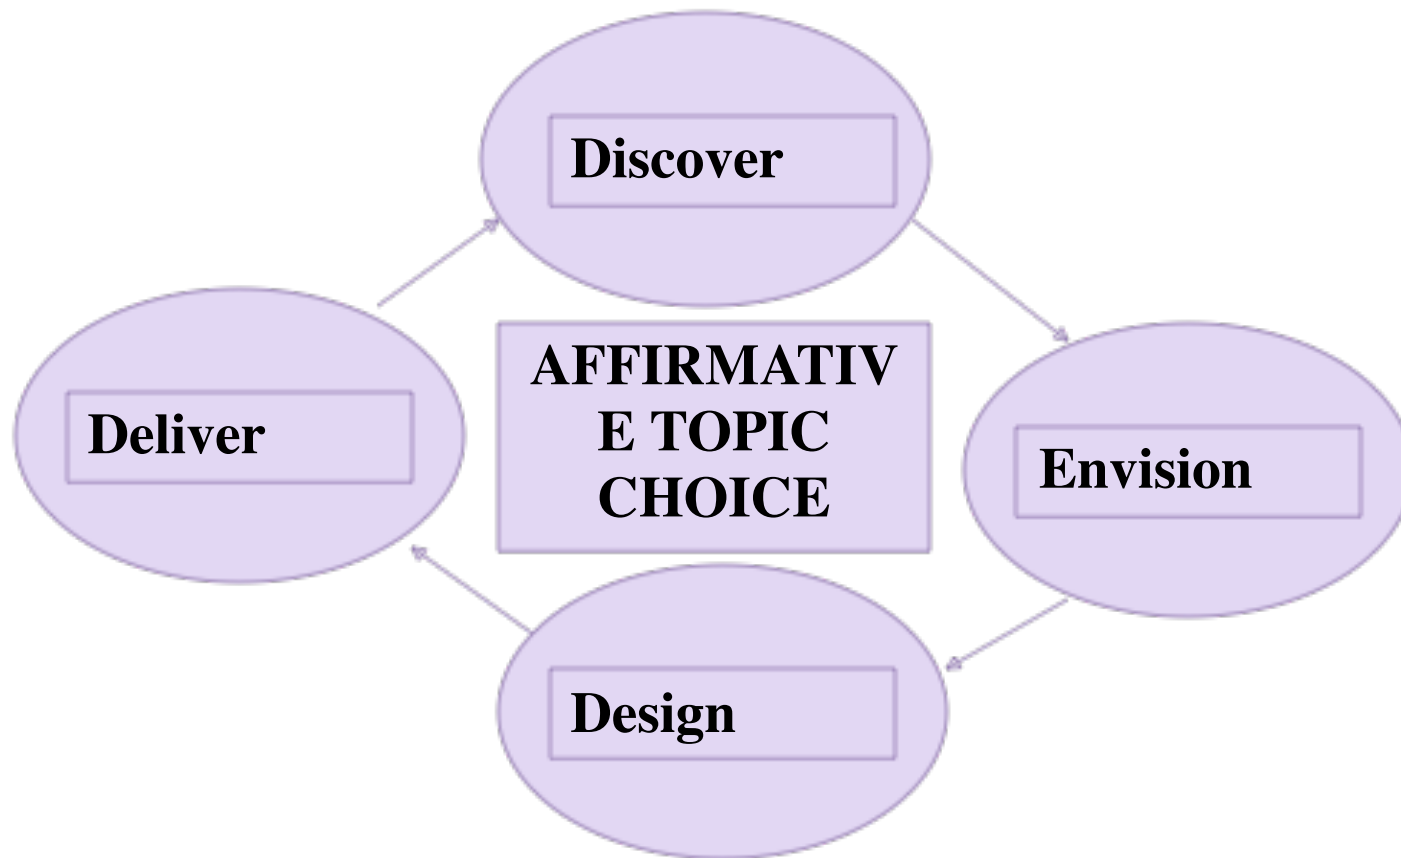 Discover
AFFIRMATIV
E TOPIC
CHOICE
Deliver
Envision
Design